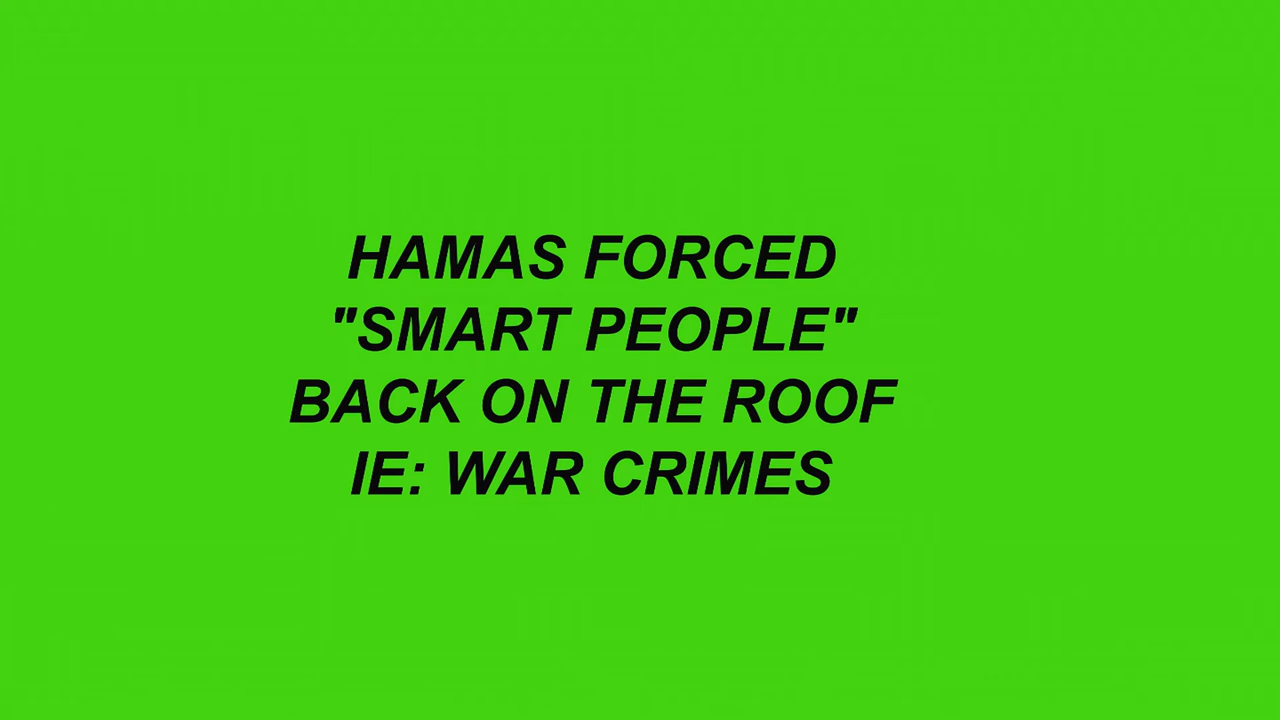 HAMAS FORCED
"SMART PEOPLE"
BACK ON THE ROOF
IE: WAR CRIMES